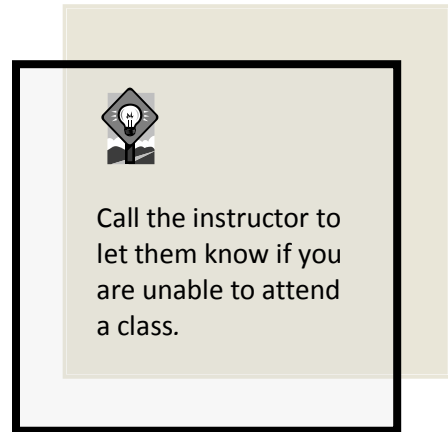 Call the instructor to
let them know if you
are unable to attend
a class.